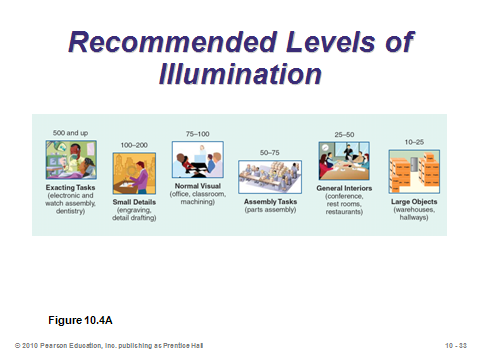 Recommended Levels of
Illumination
500 and up
Exacting Tasks
(electronic and
watch assembly,
dentistry)
100–200
Small Details
(engraving,
detail drafting)
75–100
Normal Visual
(office, classroom,
machining)
50–75
Assembly Tasks
(parts assembly)
25–50
General Interiors
(conference,
rest rooms,
restaurants)
10–25
Large Objects
(warehouses,
hallways)
Figure 10.4A
© 2010 Pearson Education, Inc. publishing as Prentice Hall
10 - 33